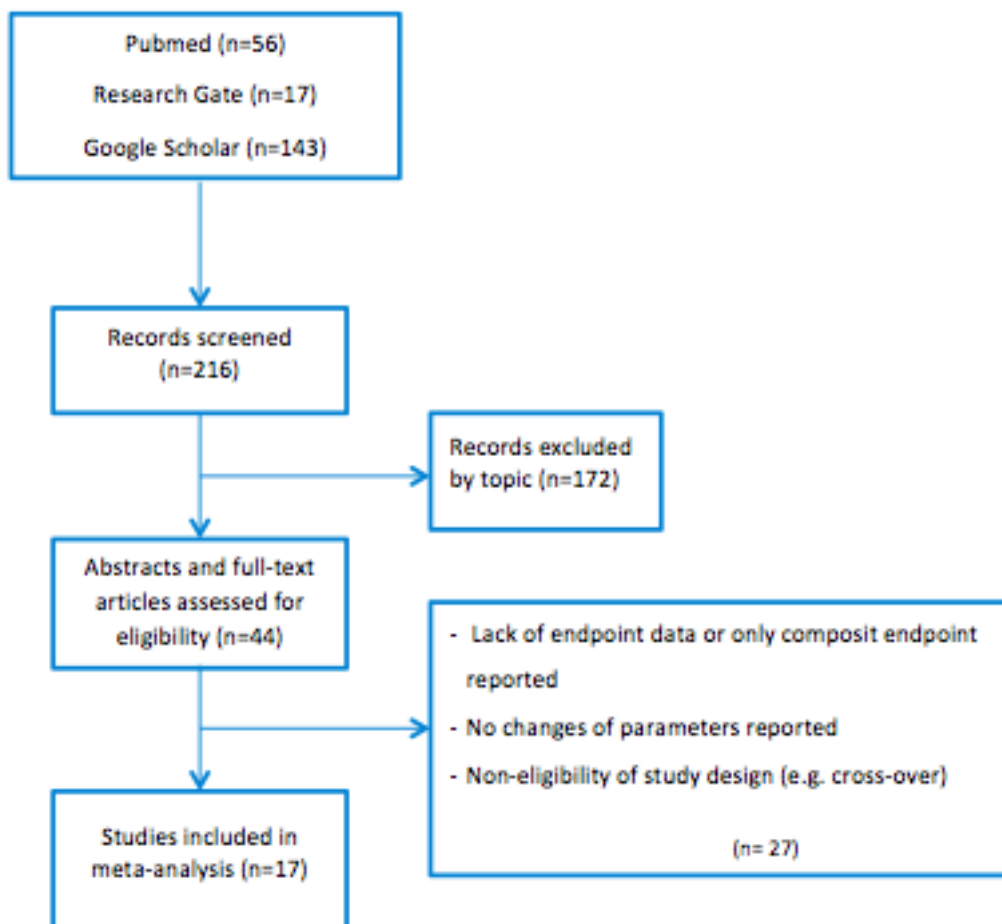 Pubmed (n=56)
Research Gate (n=17)
Google Scholar (n=143)
Records screened
(n=216)
Records excluded
by topic (n=172)
Abstracts and full-text
articles assessed for
eligibility (n=44)
- Lack of endpoint data or only composit endpoint
reported
- No changes of parameters reported
- Non-eligibility of study design (e.g. cross-over)
(n= 27)
Studies included in
meta-analysis (n=17)